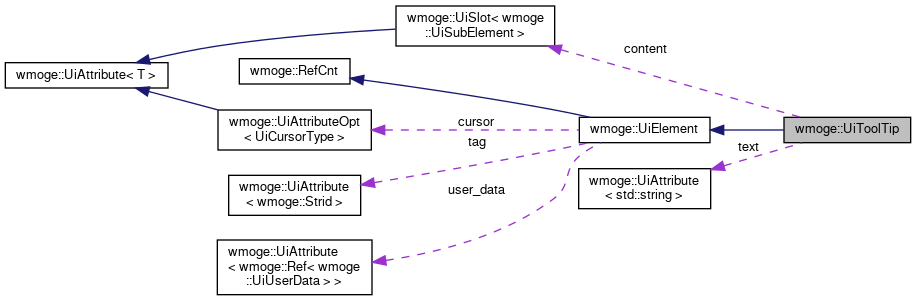 wmoge::UiSlot< wmoge
::UiSubElement >
content
wmoge::UiAttribute< T >
wmoge::RefCnt
wmoge::UiAttributeOpt
< UiCursorType >
cursor
wmoge::UiElement
wmoge::UiToolTip
tag
text
wmoge::UiAttribute
< wmoge::Strid >
user_data
wmoge::UiAttribute
< std::string >
wmoge::UiAttribute
< wmoge::Ref< wmoge
::UiUserData > >